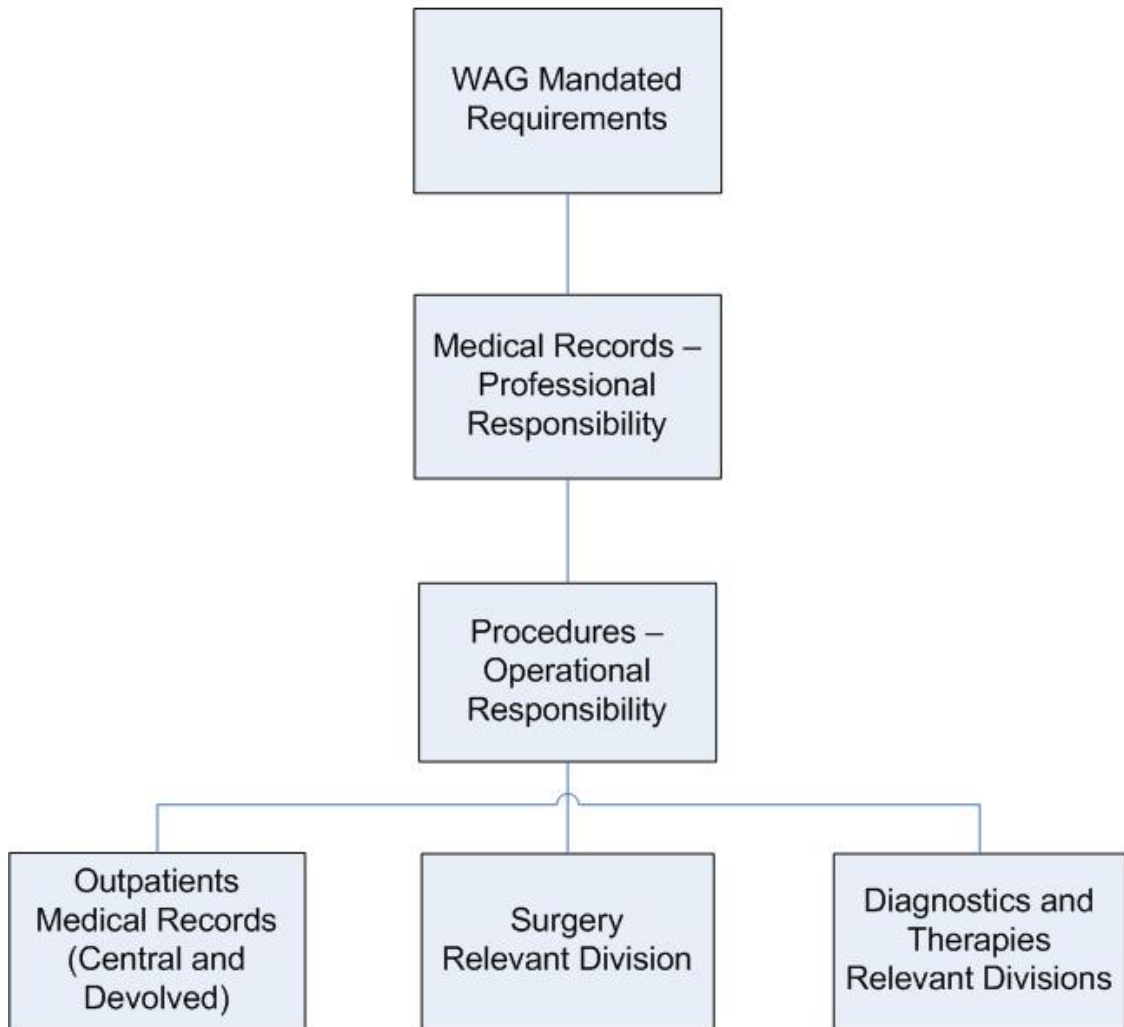 WAG Mandated
Requirements
Medical Records –
Professional
Responsibility
Procedures –
Operational
Responsibility
Outpatients
Medical Records
(Central and
Devolved)
Surgery
Relevant Division
Diagnostics and
Therapies
Relevant Divisions